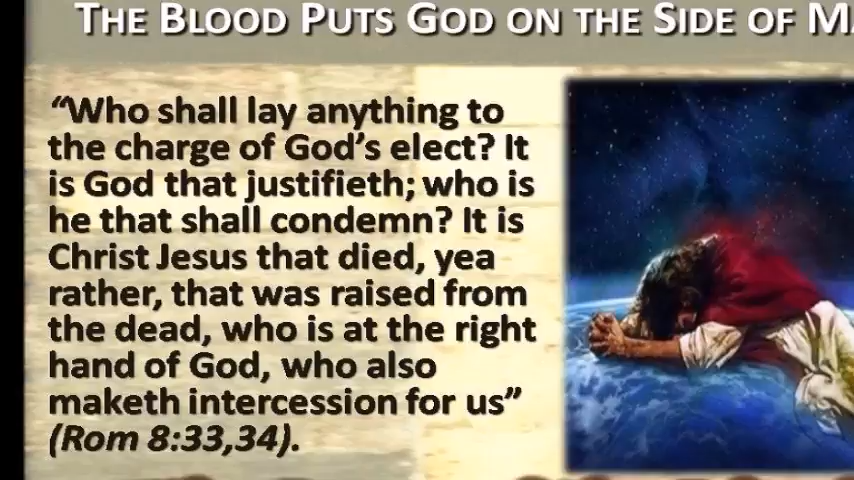 THE BLOOD PUTS GOD ON THE SIDE OF
“Who shall lay anything to
the charge of God’s elect? It
is God that justifieth; who is
he that shall condemn? It is
Christ Jesus that died, yea
rather, that was raised from
the dead, who is at the right
hand of God, who also
maketh intercession for us”
(Rom 8:33,34).